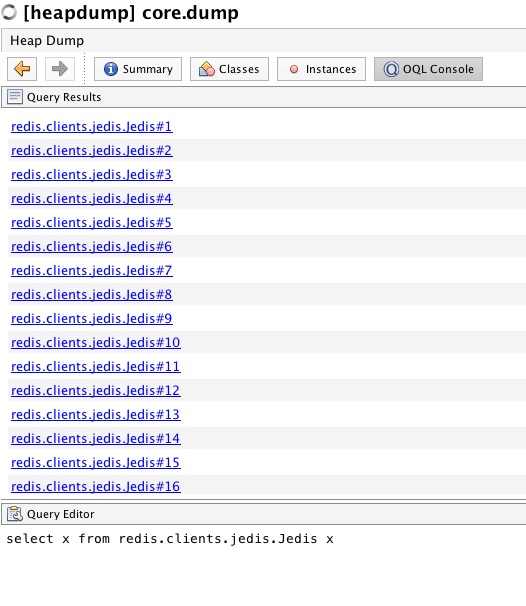 [heapdump] core.dump
Heap Dump
Summary Classes Instances OQL Console
Query Results
redis.clients.jedis.Jedis#1
redis.clients.jedis.Jedis#2
redis.clients.jedis.Jedis#3
redis.clients.jedis.Jedis#4
redis.clients.jedis.Jedis#5
redis.clients.jedis.Jedis#6
redis.clients.jedis.Jedis#7
redis.clients.jedis.Jedis#8
redis.clients.jedis.Jedis#9
redis.clients.jedis.Jedis#10
redis.clients.jedis.Jedis#11
redis.clients.jedis.Jedis#12
redis.clients.jedis.Jedis#13
redis.clients.jedis.Jedis#14
redis.clients.jedis.Jedis#15
redis.clients.jedis.Jedis#16
Query Editor
select x from redis.clients.jedis.Jedis x